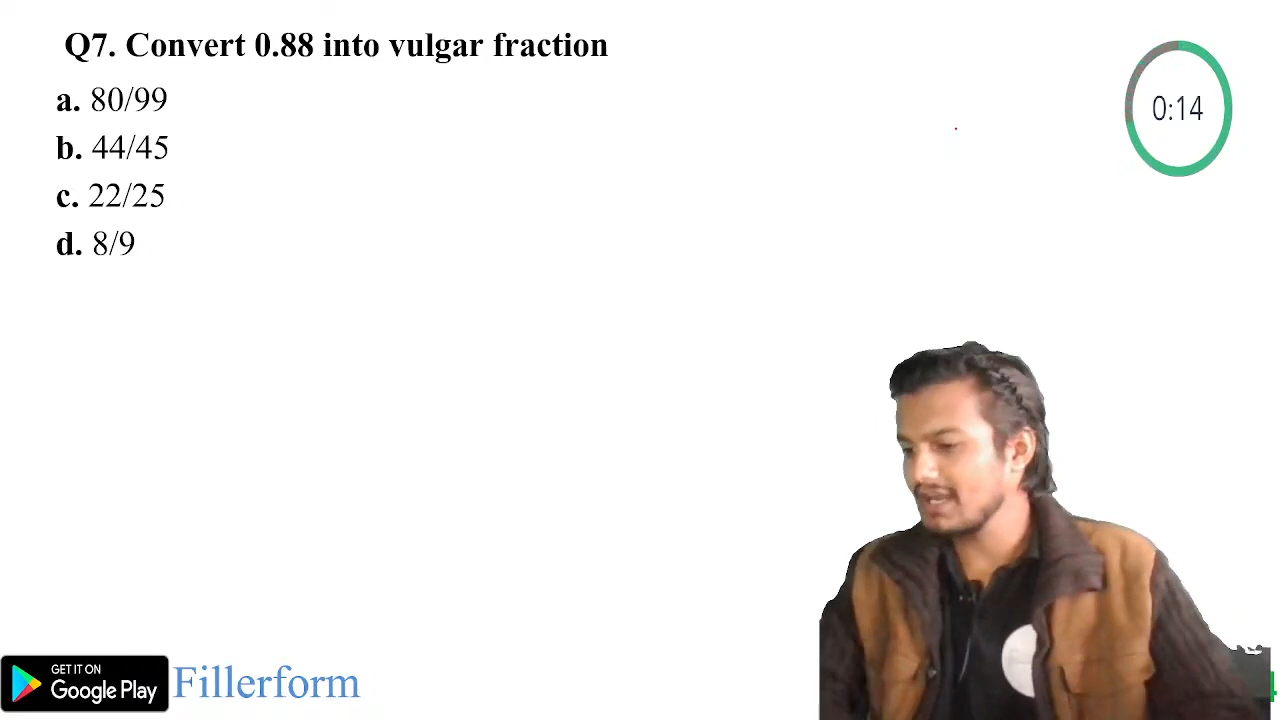 Q7. Convert 0.88 into vulgar fraction
a. 80/99
b. 44/45
c. 22/25
d. 8/9
0:14
GET IT ON
Google Play
Fillerform